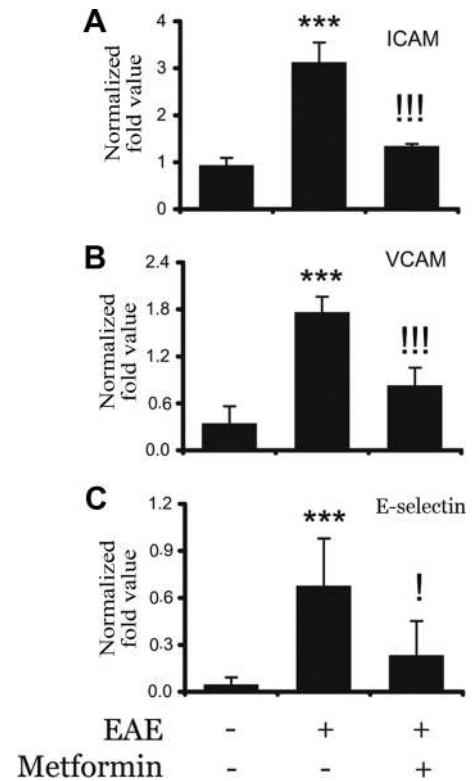 A
ICAM
Normalized
fold value
4
3
2
1
0
***
!!!
B
VCAM
Normalized
fold value
2.4
1.8
1.2
0.6
0.0
***
!!!
C
E-selectin
Normalized
fold value
1.2
0.9
0.6
0.3
0.0
***
!
EAE - + +
Metformin - - +